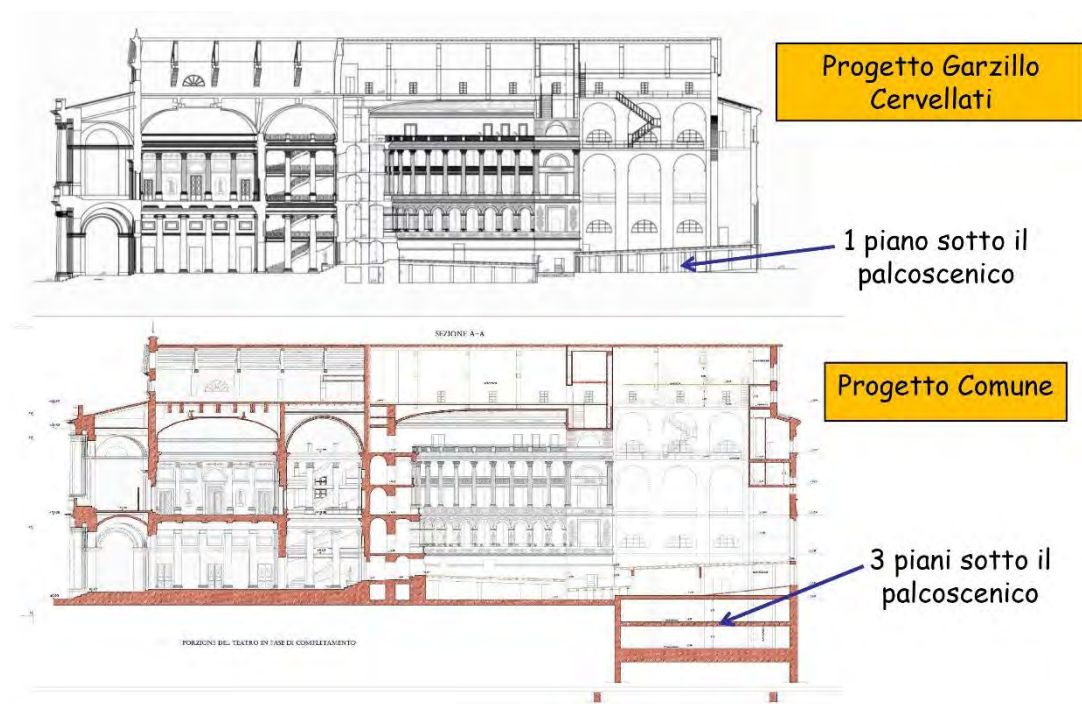 Progetto Garzillo
Cervellati
1 piano sotto il
palcoscenico
SEZIONE A-A
Progetto Comune
3 piani sotto il
palcoscenico
PORZIONE DEL TEATRO IN FASE DI COMPLETAMENTO